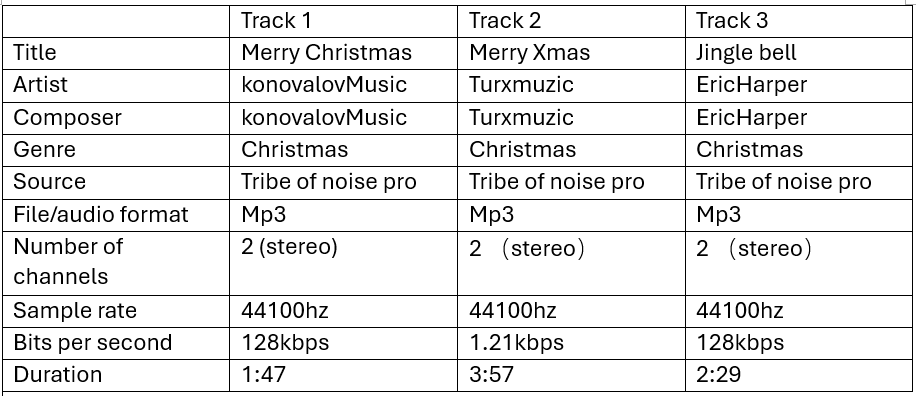 Track 1 Track 2 Track 3
Title Merry Christmas Merry Xmas Jingle bell
Artist konovalovMusic Turxmuzic EricHarper
Composer konovalovMusic Turxmuzic EricHarper
Genre Christmas Christmas Christmas
Source Tribe of noise pro Tribe of noise pro Tribe of noise pro
File/audio format Mp3 Mp3 Mp3
Number of 2 (stereo) 2 （stereo） 2 （stereo）
channels
Sample rate 44100hz 44100hz 44100hz
Bits per second 128kbps 1.21kbps 128kbps
Duration 1:47 3:57 2:29